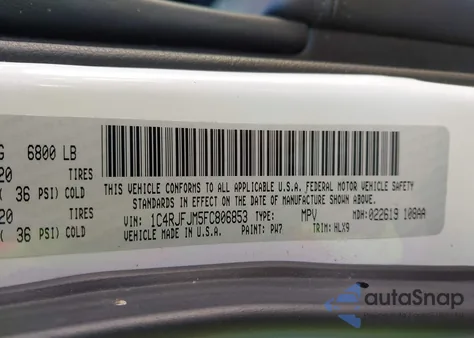 G 6800 LB
20 TIRES
( 36 PSI) COLD
20 TIRES
( 36 PSI) COLD
THIS VEHICLE CONFORMS TO ALL APPLICABLE U.S.A. FEDERAL MOTOR VEHICLE SAFETY
STANDARDS IN EFFECT ON THE DATE OF MANUFACTURE SHOWN ABOVE.
VIN: 1C4RJFJM5FC806853 TYPE: MPV MDH:022619 108AA
VEHICLE MADE IN U.S.A. PAINT: PW7 TRIM: HLX9
autaSnap